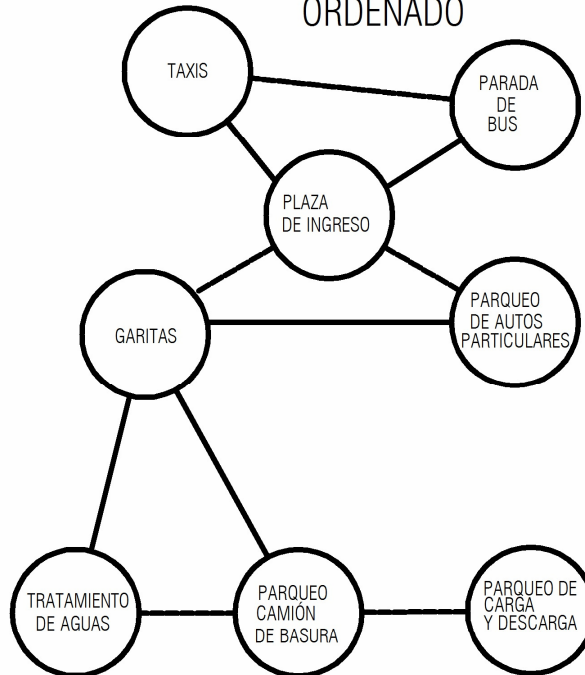 ORDENADO
TAXIS
PARADA
DE
BUS
PLAZA
DE INGRESO
PARQUEO
DE AUTOS
PARTICULARES
GARITAS
TRATAMIENTO
DE AGUAS
PARQUEO
CAMIÓN
DE BASURA
PARQUEO DE
CARGA
Y DESCARGA